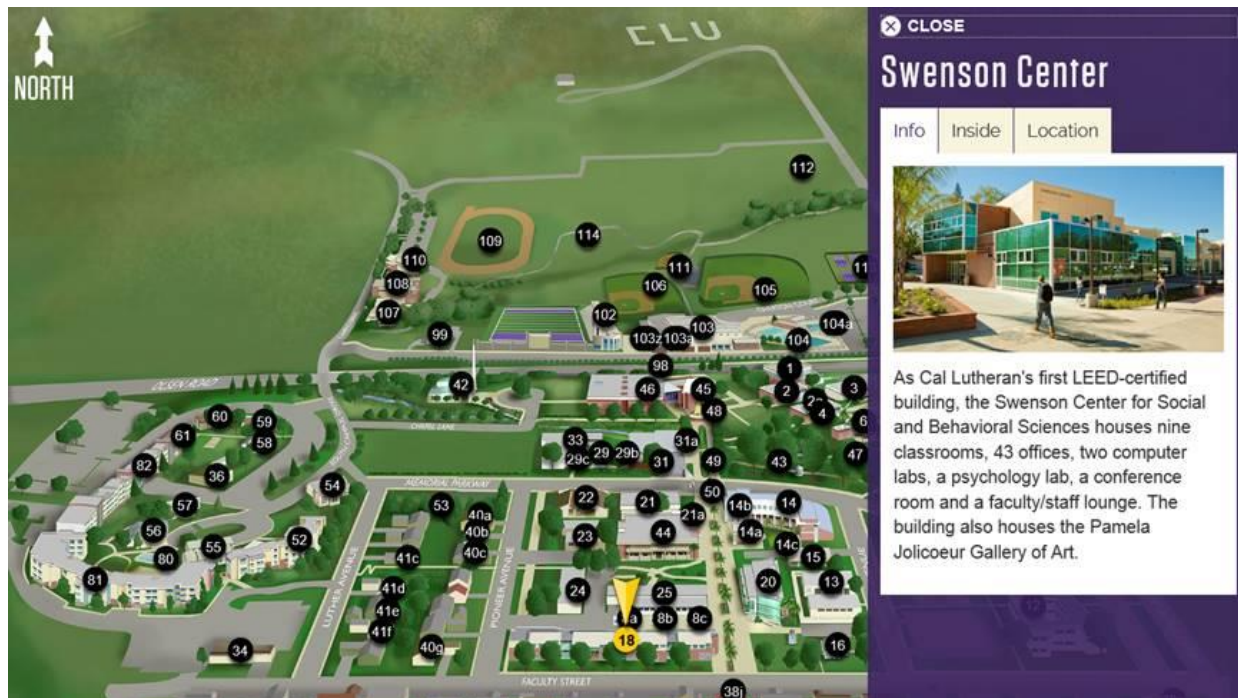 CLU
NORTH
112
109
114
110
111
11
108
106
105
107
102
103
104a
99
103z
103a
104
98
1
OLSEN ROAD
42
46
45
2
3
2a
48
4
60
59
6
CHAPEL LANE
61
58
33
31a
29
29b
29c
31
49
43
47
82
36
54
MEMORIAL PARKWAY
50
57
53
22
21
14b
14
40a
21a
56
40b
23
44
14a
52
14c
55
40c
80
41c
15
81
41d
24
25
20
13
LUTHER AVENUE
PIONEER AVENUE
41e
8b
8c
41f
18
34
40g
16
FACULTY STREET
38j
CLOSE
Swenson Center
Info Inside Location
As Cal Lutheran's first LEED-certified
building, the Swenson Center for Social
and Behavioral Sciences houses nine
classrooms, 43 offices, two computer
labs, a psychology lab, a conference
room and a faculty/staff lounge. The
building also houses the Pamela
Jolicoeur Gallery of Art.